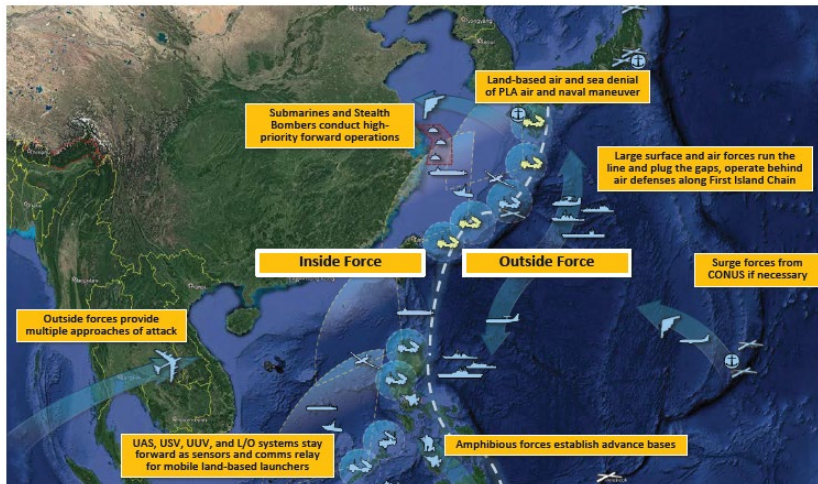 Land-based air and sea denial
of PLA air and naval maneuver
Submarines and Stealth
Bombers conduct high-
priority forward operations
Large surface and air forces run the
line and plug the gaps, operate behind
air defenses along First Island Chain
Inside Force
Outside Force
Surge forces from
CONUS if necessary
Outside forces provide
multiple approaches of attack
UAS, USV, UUV, and L/O systems stay
forward as sensors and comms relay
for mobile land-based launchers
Amphibious forces establish advance bases